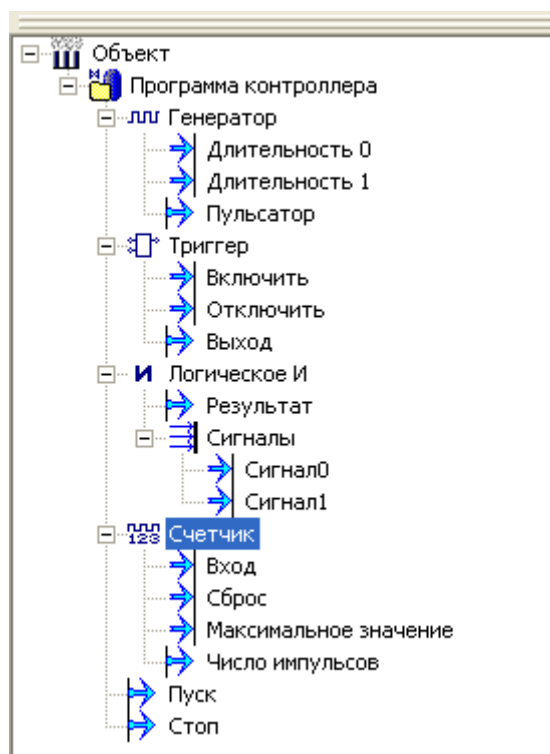 Объект
Программа контроллера
Генератор
Длительность 0
Длительность 1
Пульсатор
Триггер
Включить
Отключить
Выход
И Логическое И
Результат
Сигналы
Сигнал0
Сигнал1
123 Счетчик
Вход
Сброс
Максимальное значение
Число импульсов
Пуск
Стоп